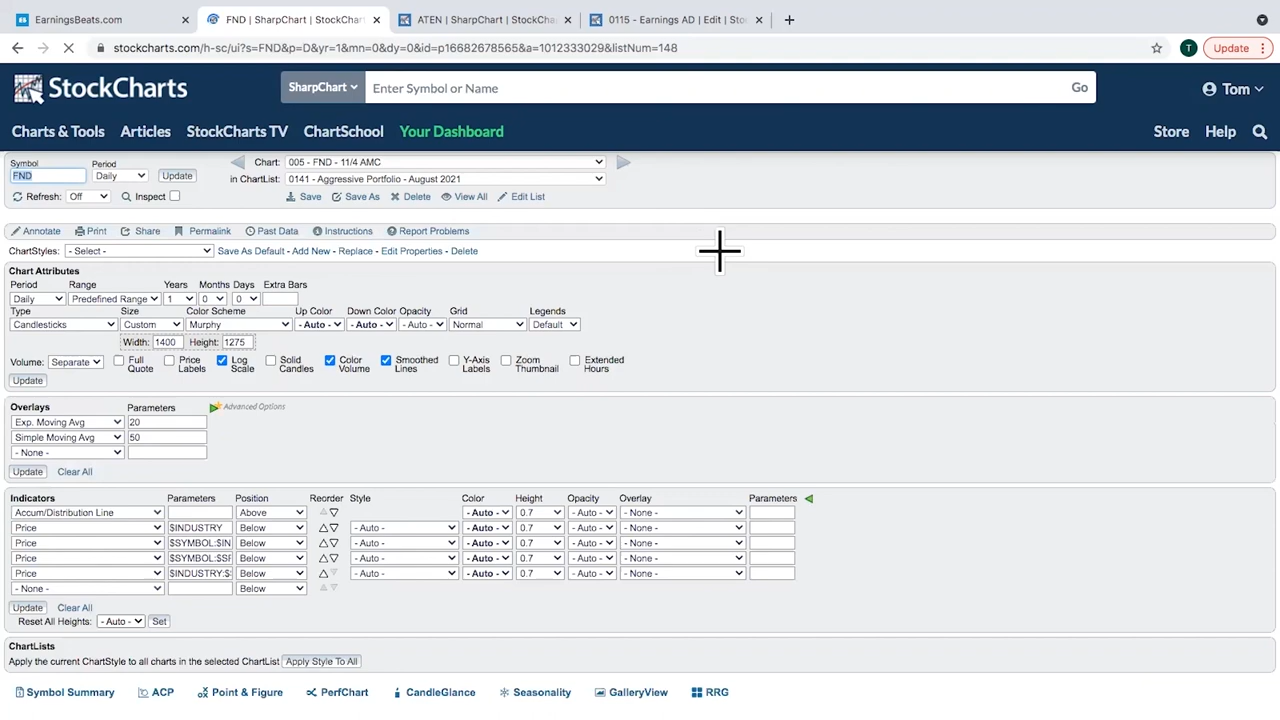 EarningsBeats.com
FND | SharpChart | StockChar
ATEN | SharpChart | StockCha
0115 - Earnings AD | Edit | Sto
stockcharts.com/h-sc/ui?s=FND&p=D&yr=1&mn=0&dy=0&id=p16682678565&a=1012333029&listNum=148
T
Update
StockCharts
SharpChart
Enter Symbol or Name
Go
Tom
Charts & Tools
Articles
StockCharts TV
ChartSchool
Your Dashboard
Store
Help
Symbol
Period
Chart: 005 - FND - 11/4 AMC
FND
Daily
Update
in ChartList: 0141 - Aggressive Portfolio - August 2021
Refresh: Off
Inspect
Save
Save As
Delete
View All
Edit List
Annotate
Print
Share
Permalink
Past Data
Instructions
Report Problems
ChartStyles: - Select -
Save As Default - Add New - Replace - Edit Properties - Delete
Chart Attributes
Period Range Years Months Days Extra Bars
Daily Predefined Range 1 0 0
Type Size Color Scheme Up Color Down Color Opacity Grid Legends
Candlesticks Custom Murphy - Auto - - Auto - - Auto - Normal Default
Width: 1400 Height: 1275
Volume: Separate Full Quote Price Labels Log Scale Solid Candles Color Volume Smoothed Lines Y-Axis Labels Zoom Thumbnail Extended Hours
Update
Overlays Parameters Advanced Options
Exp. Moving Avg 20
Simple Moving Avg 50
- None -
Update Clear All
Indicators Parameters Position Reorder Style Color Height Opacity Overlay Parameters
Accum/Distribution Line Above - Auto - 0.7 - Auto - - None -
Price $INDUSTRY Below - Auto - - Auto - 0.7 - Auto - - None -
Price $SYMBOL:$IN Below - Auto - - Auto - 0.7 - Auto - - None -
Price $SYMBOL:$SP Below - Auto - - Auto - 0.7 - Auto - - None -
Price $INDUSTRY:$ Below - Auto - - Auto - 0.7 - Auto - - None -
- None - Below
Update Clear All
Reset All Heights: - Auto - Set
ChartLists
Apply the current ChartStyle to all charts in the selected ChartList Apply Style To All
Symbol Summary
ACP
Point & Figure
PerfChart
CandleGlance
Seasonality
GalleryView
RRG